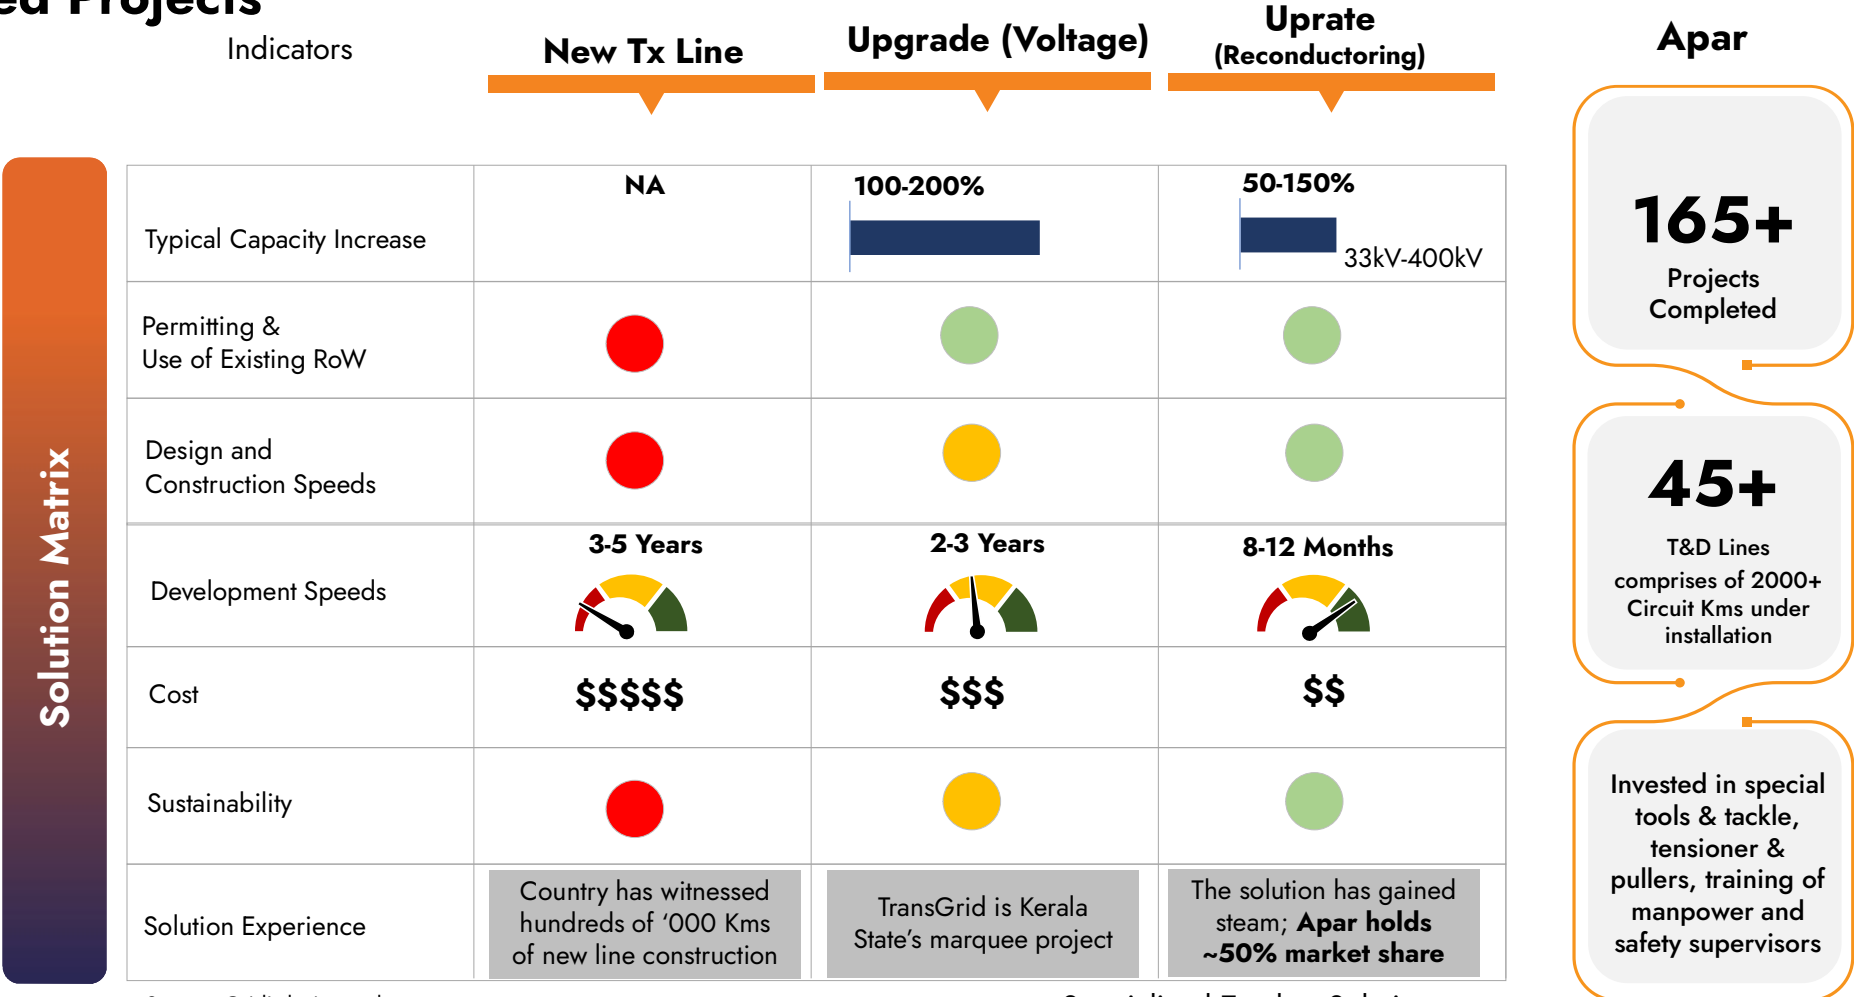 ed Projects
Indicators
New Tx Line
Upgrade (Voltage)
Uprate
(Reconductoring)
Apar
Solution Matrix
Typical Capacity Increase
NA
100-200%
50-150%
33kV-400kV
Permitting &
Use of Existing RoW
Design and
Construction Speeds
Development Speeds
3-5 Years
2-3 Years
8-12 Months
Cost
$$$$$
$$$
$$
Sustainability
Solution Experience
Country has witnessed
hundreds of ‘000 Kms
of new line construction
TransGrid is Kerala
State’s marquee project
The solution has gained
steam; Apar holds
~50% market share
165+
Projects
Completed
45+
T&D Lines
comprises of 2000+
Circuit Kms under
installation
Invested in special
tools & tackle,
tensioner &
pullers, training of
manpower and
safety supervisors